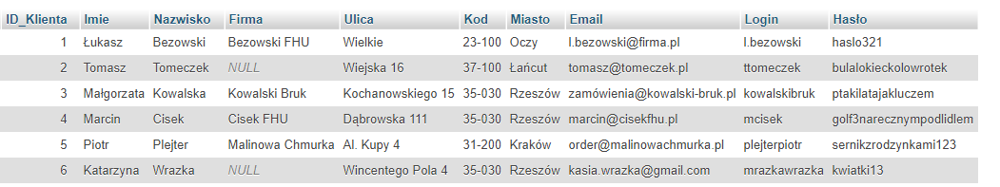 ID_Klienta Imie Nazwisko Firma Ulica Kod Miasto Email Login Hasło
1 Łukasz Bezowski Bezowski FHU Wielkie 23-100 Oczy l.bezowski@firma.pl l.bezowski haslo321
2 Tomasz Tomeczek NULL Wiejska 16 37-100 Łańcut tomasz@tomeczek.pl ttomeczek bulalokieckolowrotek
3 Małgorzata Kowalska Kowalski Bruk Kochanowskiego 15 35-030 Rzeszów zamówienia@kowalski-bruk.pl kowalskibruk ptakilatajakluczem
4 Marcin Cisek Cisek FHU Dąbrowska 111 35-030 Rzeszów marcin@cisekfhu.pl mcisek golf3narecznympodlidlem
5 Piotr Plejter Malinowa Chmurka Al. Kupy 4 31-200 Kraków order@malinowachmurka.pl plejterpiotr sernikzrodzynkami123
6 Katarzyna Wrazka NULL Wincentego Pola 4 35-030 Rzeszów kasia.wrazka@gmail.com mrazkawrazka kwiatki13